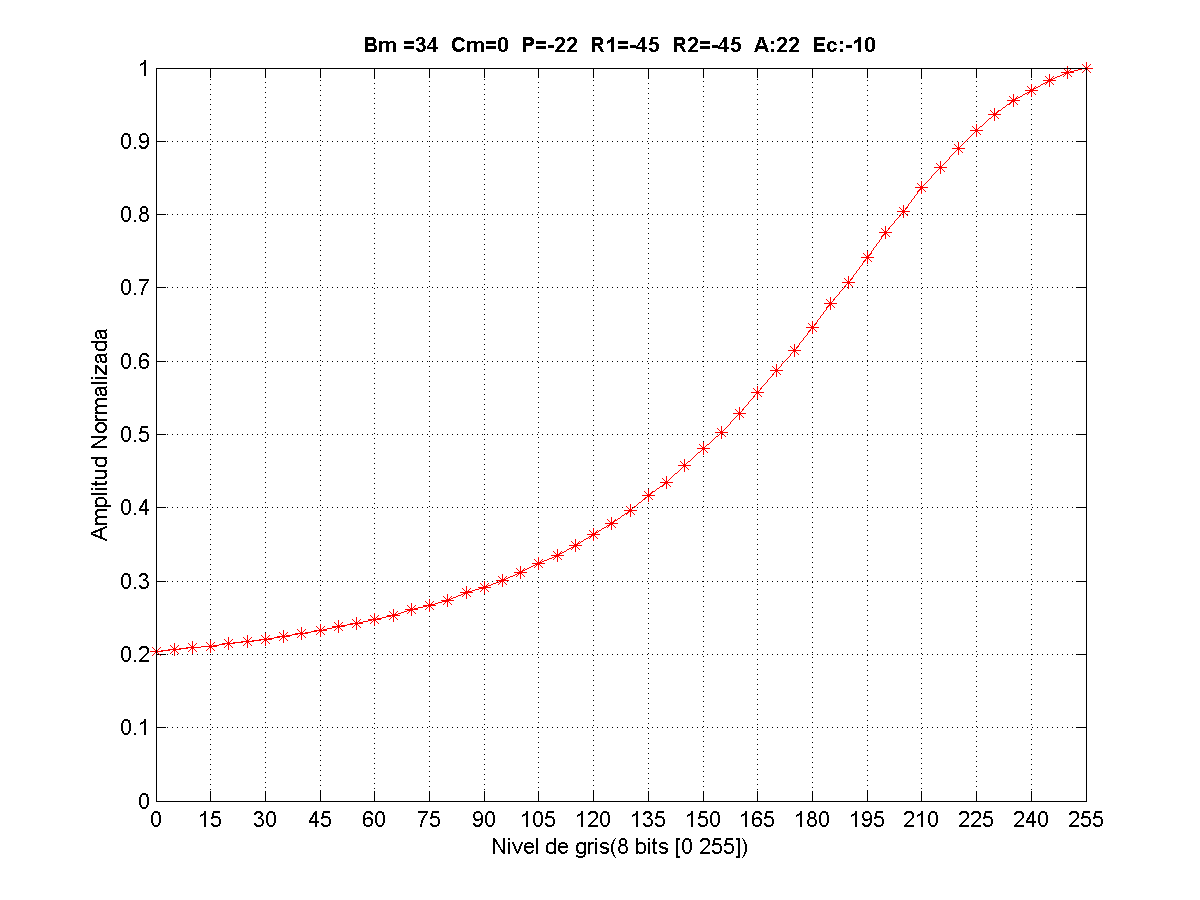 Bm =34 Cm=0 P=-22 R1=-45 R2=-45 A:22 Ec:-10
1
0.9
0.8
0.7
0.6
0.5
0.4
0.3
0.2
0.1
0
Amplitud Normalizada
0 15 30 45 60 75 90 105 120 135 150 165 180 195 210 225 240 255
Nivel de gris(8 bits [0 255])